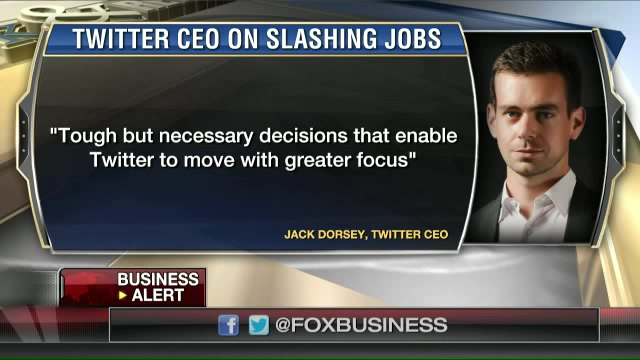 TWITTER CEO ON SLASHING JOBS
"Tough but necessary decisions that enable
Twitter to move with greater focus"
JACK DORSEY, TWITTER CEO
BUSINESS
ALERT
@FOXBUSINESS